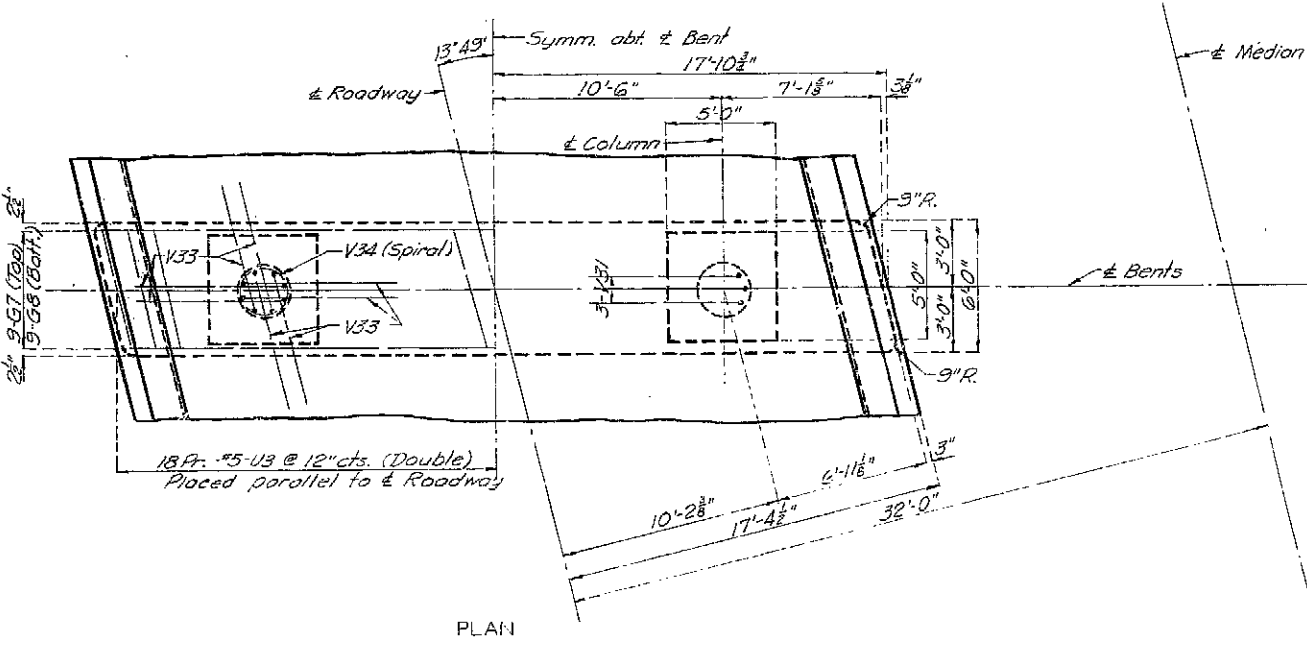 Symm. abt. ℄ Bent
13°49'
17'-10¾"
℄ Median
℄ Roadway
10'-6"
7'-1⅝"
3⅛"
5'-0"
℄ Column
9"R.
2½"
9-G7 (Top)
9-G8 (Bott.)
2½"
V33
V34 (Spiral)
V33
3-V31
3'-0"
3'-0"
5'-0"
6'-0"
℄ Bents
9"R.
18 Pr. #5-U3 @ 12" cts. (Double)
Placed parallel to ℄ Roadway
3"
6'-11⅛"
10'-2⅜"
17'-4½"
32'-0"
PLAN